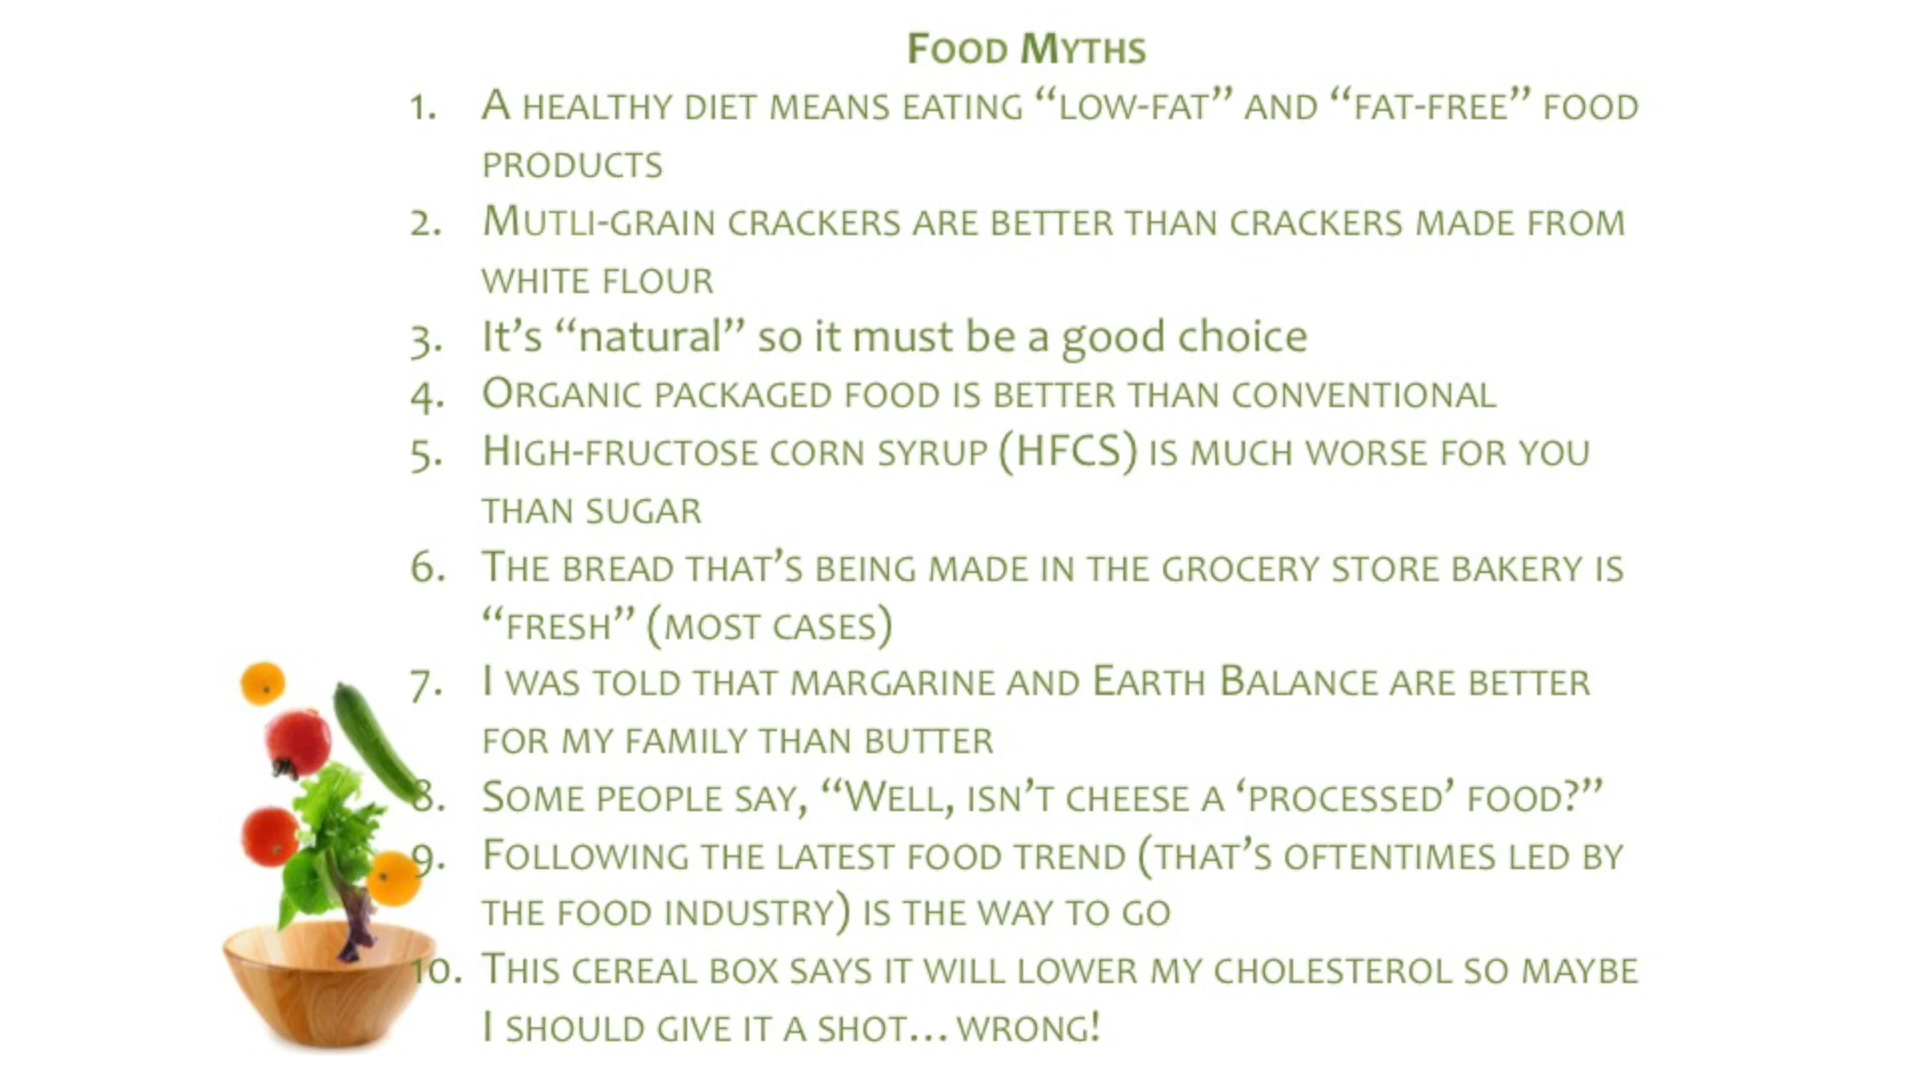 Food Myths
1. A healthy diet means eating “low-fat” and “fat-free” food
products
2. Mutli-grain crackers are better than crackers made from
white flour
3. It’s “natural” so it must be a good choice
4. Organic packaged food is better than conventional
5. High-fructose corn syrup (HFCS) is much worse for you
than sugar
6. The bread that’s being made in the grocery store bakery is
“fresh” (most cases)
7. I was told that margarine and Earth Balance are better
for my family than butter
8. Some people say, “Well, isn’t cheese a ‘processed’ food?”
9. Following the latest food trend (that’s oftentimes led by
the food industry) is the way to go
10. This cereal box says it will lower my cholesterol so maybe
I should give it a shot… wrong!